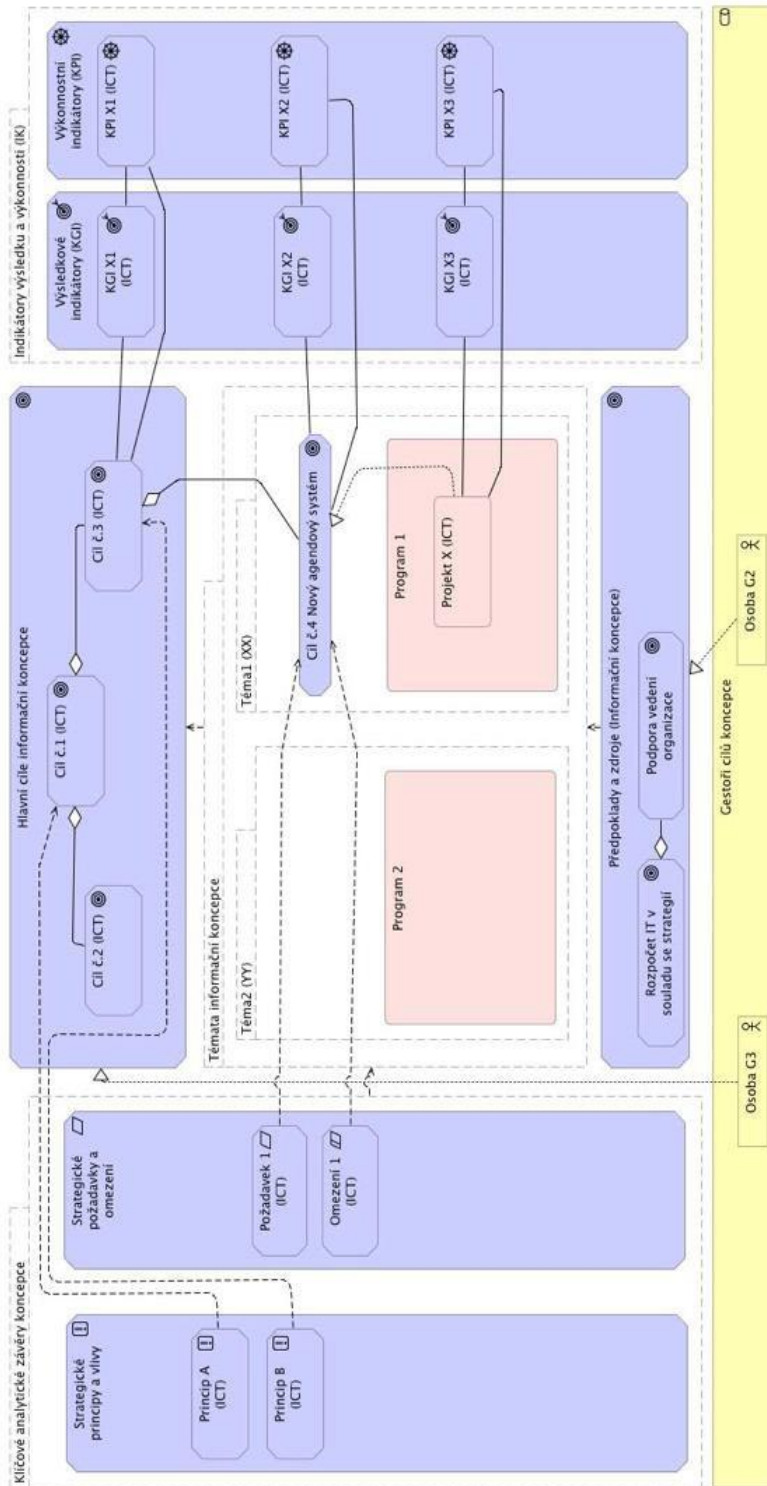 Klíčové analytické závěry koncepce
Strategické
principy a vlivy
Princip A
(ICT)
Princip B
(ICT)
Strategické
požadavky a
omezení
Požadavek 1
(ICT)
Omezení 1
(ICT)
Hlavní cíle informační koncepce
Cíl č.2 (ICT)
Cíl č.1 (ICT)
Cíl č.3 (ICT)
Témata informační koncepce
Téma2 (YY)
Program 2
Téma1 (XX)
Cíl č.4 Nový agendový systém
Program 1
Projekt X (ICT)
Předpoklady a zdroje (Informační koncepce)
Rozpočet IT v
souladu se strategií
Podpora vedení
organizace
Indikátory výsledku a výkonnosti (IK)
Výsledkové
indikátory (KGI)
KGI X1
(ICT)
KGI X2
(ICT)
KGI X3
(ICT)
Výkonnostní
indikátory (KPI)
KPI X1 (ICT)
KPI X2 (ICT)
KPI X3 (ICT)
Gestoři cílů koncepce
Osoba G3
Osoba G2